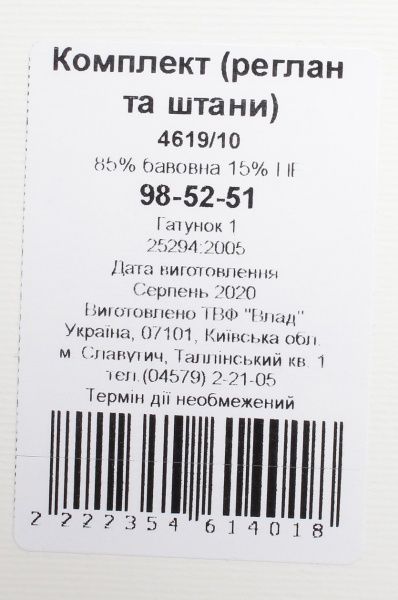 Комплект (реглан
та штани)
4619/10
85% бавовна 15% ПЕ
98-52-51
Гатунок 1
25294:2005
Дата виготовлення
Серпень 2020
Виготовлено ТВФ "Влад"
Україна, 07101, Київська обл.
м. Славутич, Таллінський кв. 1
тел.(04579) 2-21-05
Термін дії необмежений
2 222354 614018